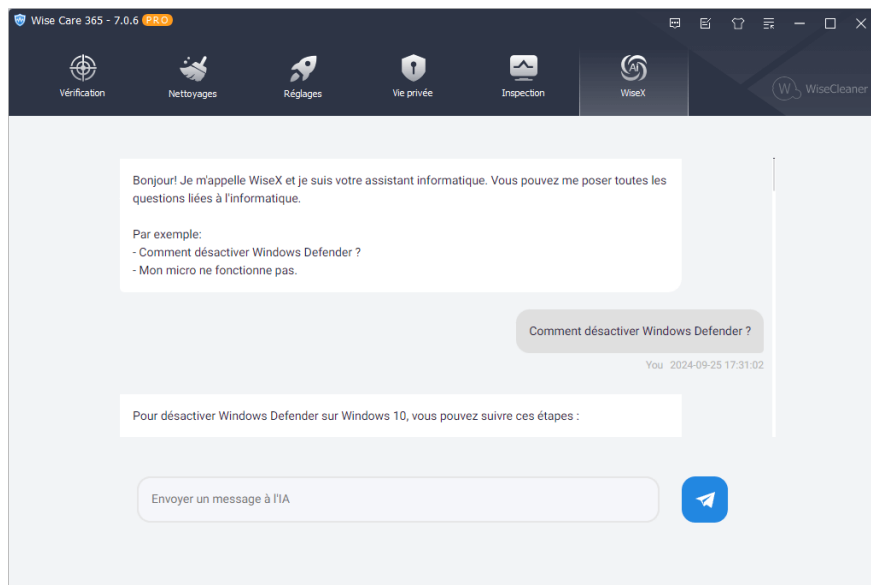 Wise Care 365 - 7.0.6 PRO
Vérification
Nettoyages
Réglages
Vie privée
Inspection
AI
WiseX
W WiseCleaner
Bonjour! Je m'appelle WiseX et je suis votre assistant informatique. Vous pouvez me poser toutes les
questions liées à l'informatique.
Par exemple:
- Comment désactiver Windows Defender ?
- Mon micro ne fonctionne pas.
Comment désactiver Windows Defender ?
You 2024-09-25 17:31:02
Pour désactiver Windows Defender sur Windows 10, vous pouvez suivre ces étapes :
Envoyer un message à l'IA